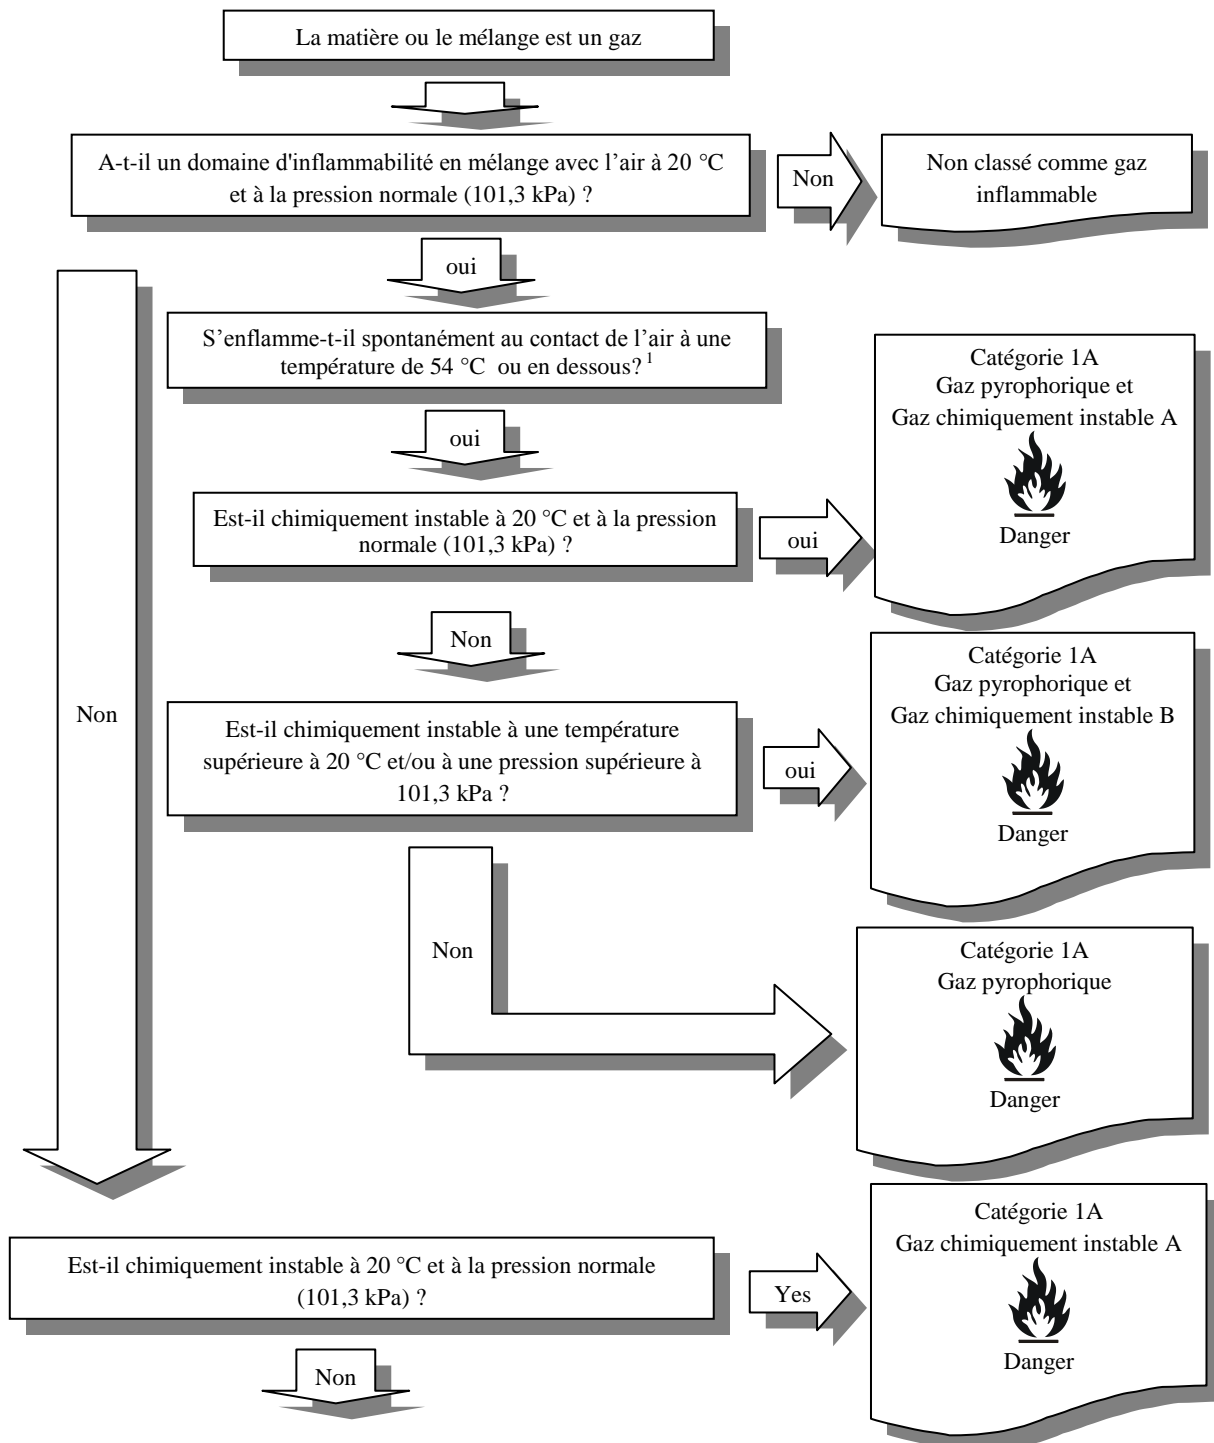 La matière ou le mélange est un gaz
A-t-il un domaine d'inflammabilité en mélange avec l’air à 20 °C
et à la pression normale (101,3 kPa) ?
Non
Non classé comme gaz
inflammable
oui
S’enflamme-t-il spontanément au contact de l’air à une
température de 54 °C ou en dessous? 1
oui
Est-il chimiquement instable à 20 °C et à la pression
normale (101,3 kPa) ?
oui
Catégorie 1A
Gaz pyrophorique et
Gaz chimiquement instable A
Danger
Non
Est-il chimiquement instable à une température
supérieure à 20 °C et/ou à une pression supérieure à
101,3 kPa ?
oui
Catégorie 1A
Gaz pyrophorique et
Gaz chimiquement instable B
Danger
Non
Non
Catégorie 1A
Gaz pyrophorique
Danger
Est-il chimiquement instable à 20 °C et à la pression normale
(101,3 kPa) ?
Yes
Catégorie 1A
Gaz chimiquement instable A
Danger
Non